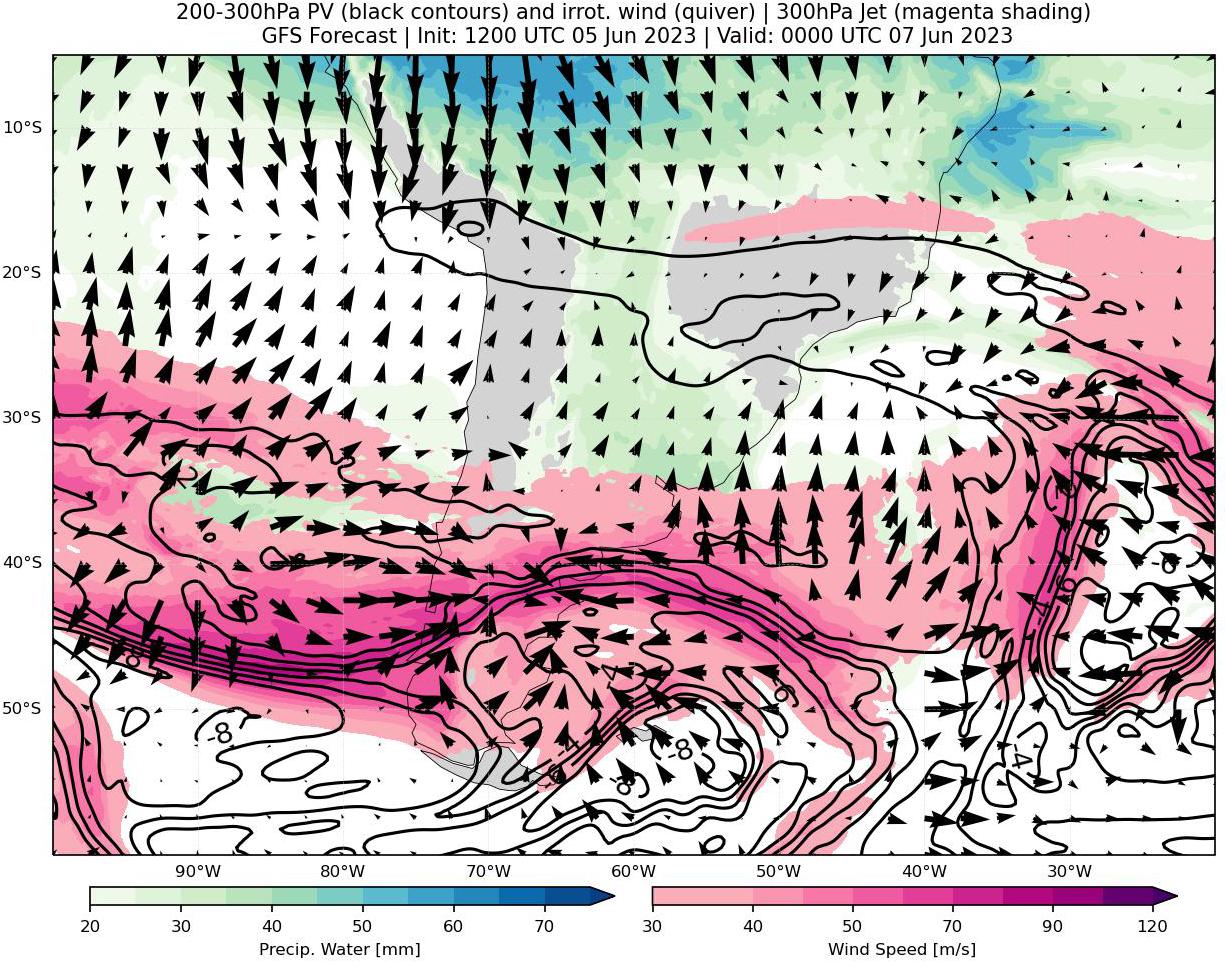 200-300hPa PV (black contours) and irrot. wind (quiver) | 300hPa Jet (magenta shading)
GFS Forecast | Init: 1200 UTC 05 Jun 2023 | Valid: 0000 UTC 07 Jun 2023
10°S
20°S
30°S
-2
40°S
-8
-6
-4
-6
50°S
-8
-8
-4
90°W 80°W 70°W 60°W 50°W 40°W 30°W
20 30 40 50 60 70
30 40 50 70 90 120
Precip. Water [mm]
Wind Speed [m/s]